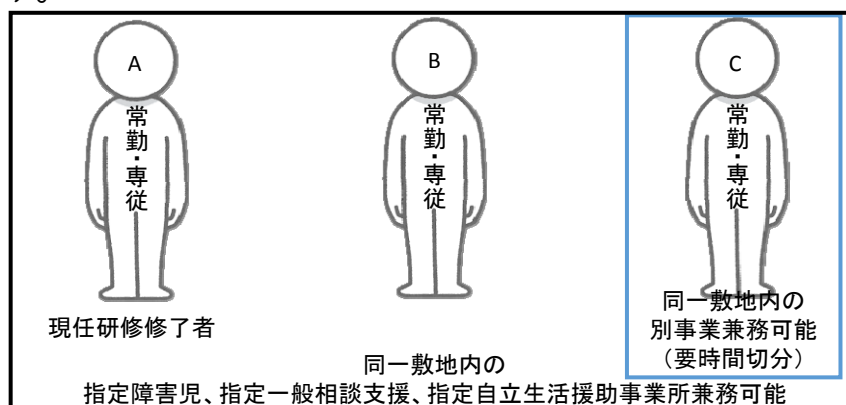 す。
A
B
C
常勤・専従
常勤・専従
常勤・専従
現任研修修了者
同一敷地内の
別事業兼務可能
(要時間切分)
同一敷地内の
指定障害児、指定一般相談支援、指定自立生活援助事業所兼務可能